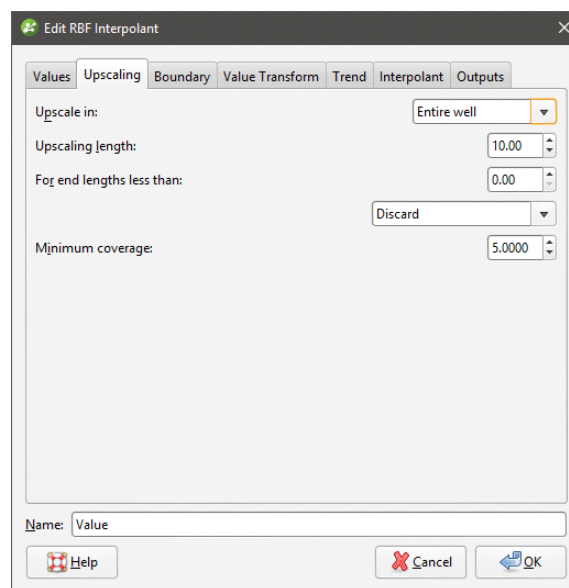 Edit RBF Interpolant
Values Upscaling Boundary Value Transform Trend Interpolant Outputs
Upscale in: Entire well
Upscaling length: 10.00
For end lengths less than: 0.00
Discard
Minimum coverage: 5.0000
Name: Value
Help Cancel OK